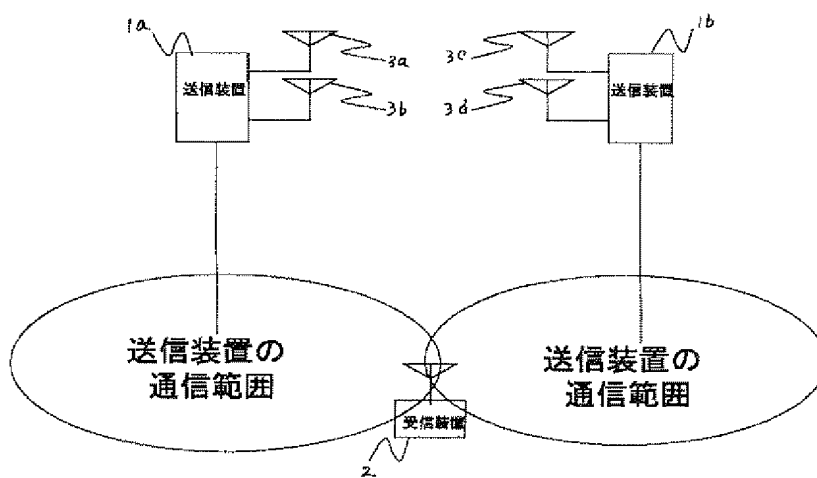 1a
3a
3c
1b
送信装置
送信装置
3b
3d
送信装置の
通信範囲
送信装置の
通信範囲
受信装置
2